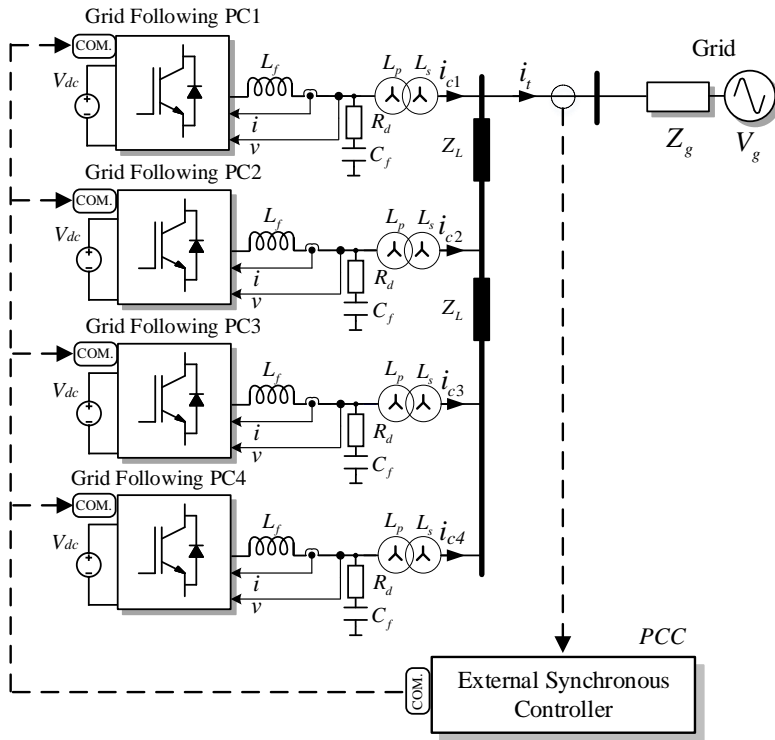 Grid Following PC1
COM.
V_dc
L_f
i
v
R_d
C_f
L_p L_s i_c1
i_t
Grid
Z_g
V_g
Z_L
Grid Following PC2
COM.
V_dc
L_f
i
v
R_d
C_f
L_p L_s i_c2
Z_L
Grid Following PC3
COM.
V_dc
L_f
i
v
R_d
C_f
L_p L_s i_c3
Grid Following PC4
COM.
V_dc
L_f
i
v
R_d
C_f
L_p L_s i_c4
PCC
COM.
External Synchronous
Controller